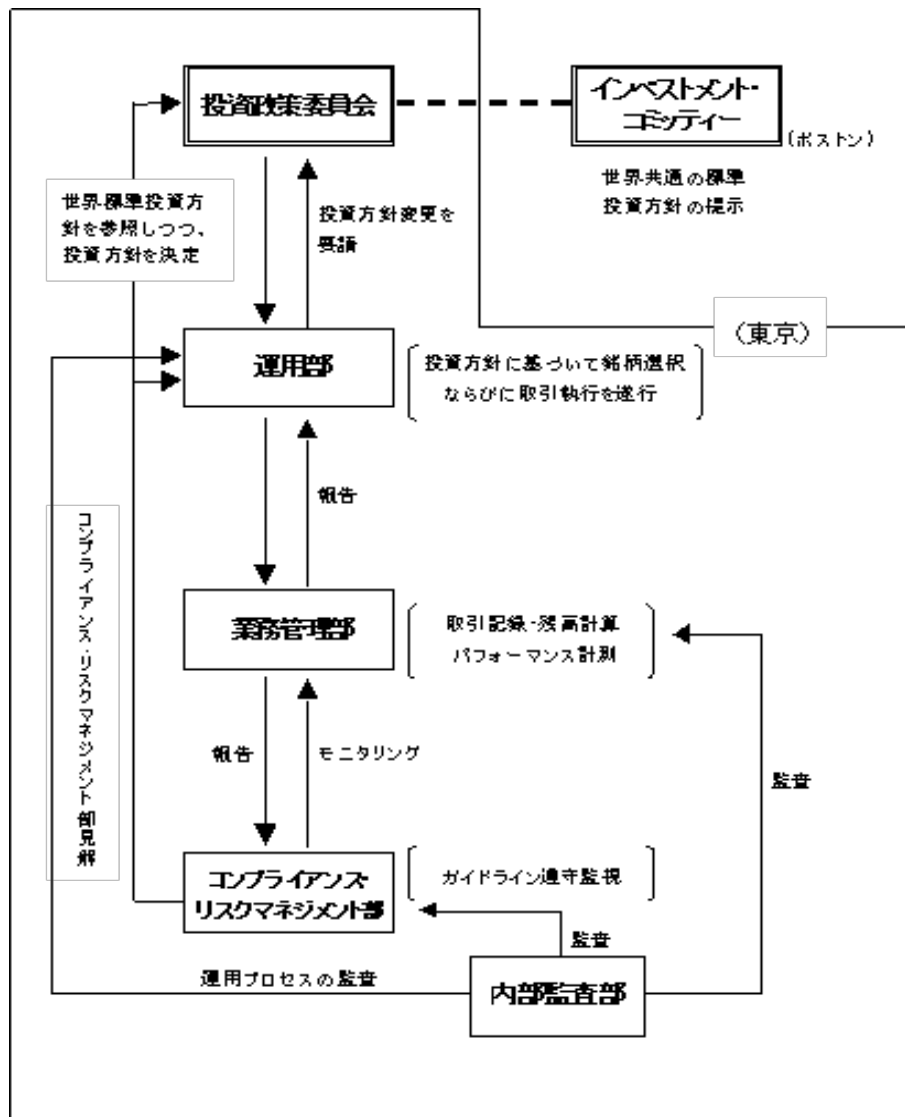 投資政策委員会
インベストメント・
コミッティー
(ボストン)
世界共通の標準
投資方針の提示
世界標準投資方
針を参照しつつ、
投資方針を決定
投資方針変更を
要請
(東京)
運用部
投資方針に基づいて銘柄選択
ならびに取引執行を遂行
報告
コンプライアンス・リスクマネジメント部見解
業務管理部
取引記録・残高計算
パフォーマンス計測
報告
モニタリング
監査
コンプライアンス・
リスクマネジメント部
ガイドライン遵守監視
監査
運用プロセスの監査
内部監査部